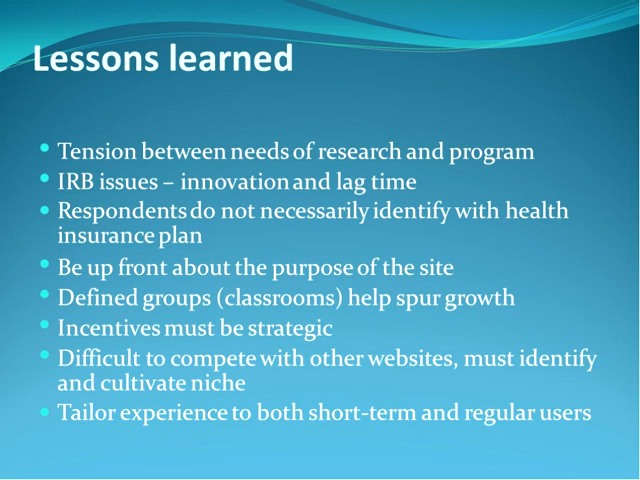 Lessons learned
• Tension between needs of research and program
• IRB issues – innovation and lag time
• Respondents do not necessarily identify with health
insurance plan
• Be up front about the purpose of the site
• Defined groups (classrooms) help spur growth
• Incentives must be strategic
• Difficult to compete with other websites, must identify
and cultivate niche
• Tailor experience to both short-term and regular users